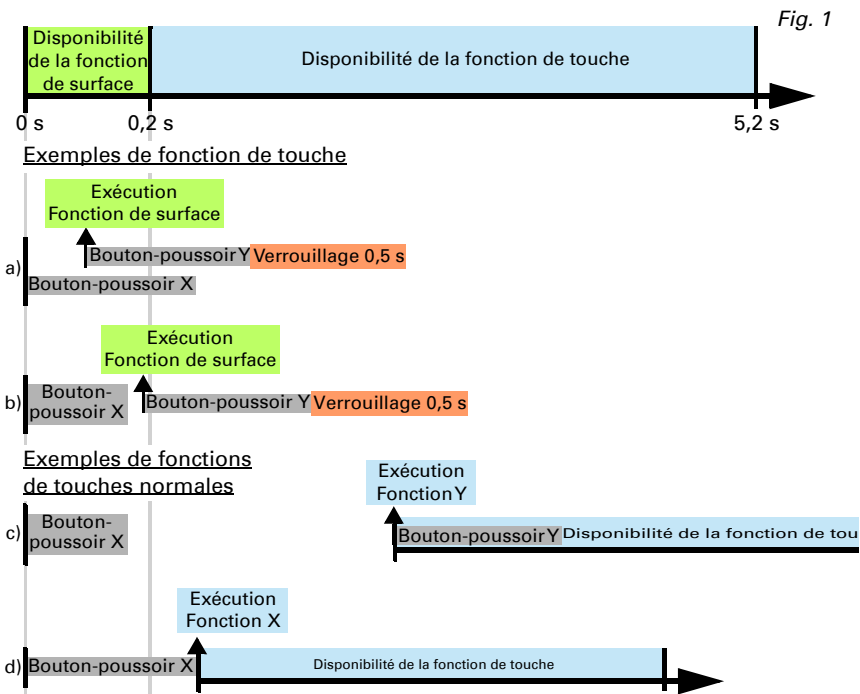 Fig. 1
Disponibilité
de la fonction
de surface
Disponibilité de la fonction de touche
0 s
0,2 s
5,2 s
Exemples de fonction de touche
Exécution
Fonction de surface
a)
Bouton-poussoir Y
Verrouillage 0,5 s
Bouton-poussoir X
Exécution
Fonction de surface
b)
Bouton-
poussoir X
Bouton-poussoir Y
Verrouillage 0,5 s
Exemples de fonctions
de touches normales
Exécution
Fonction Y
c)
Bouton-
poussoir X
Bouton-poussoir Y
Disponibilité de la fonction de tou
Exécution
Fonction X
d)
Bouton-poussoir X
Disponibilité de la fonction de touche